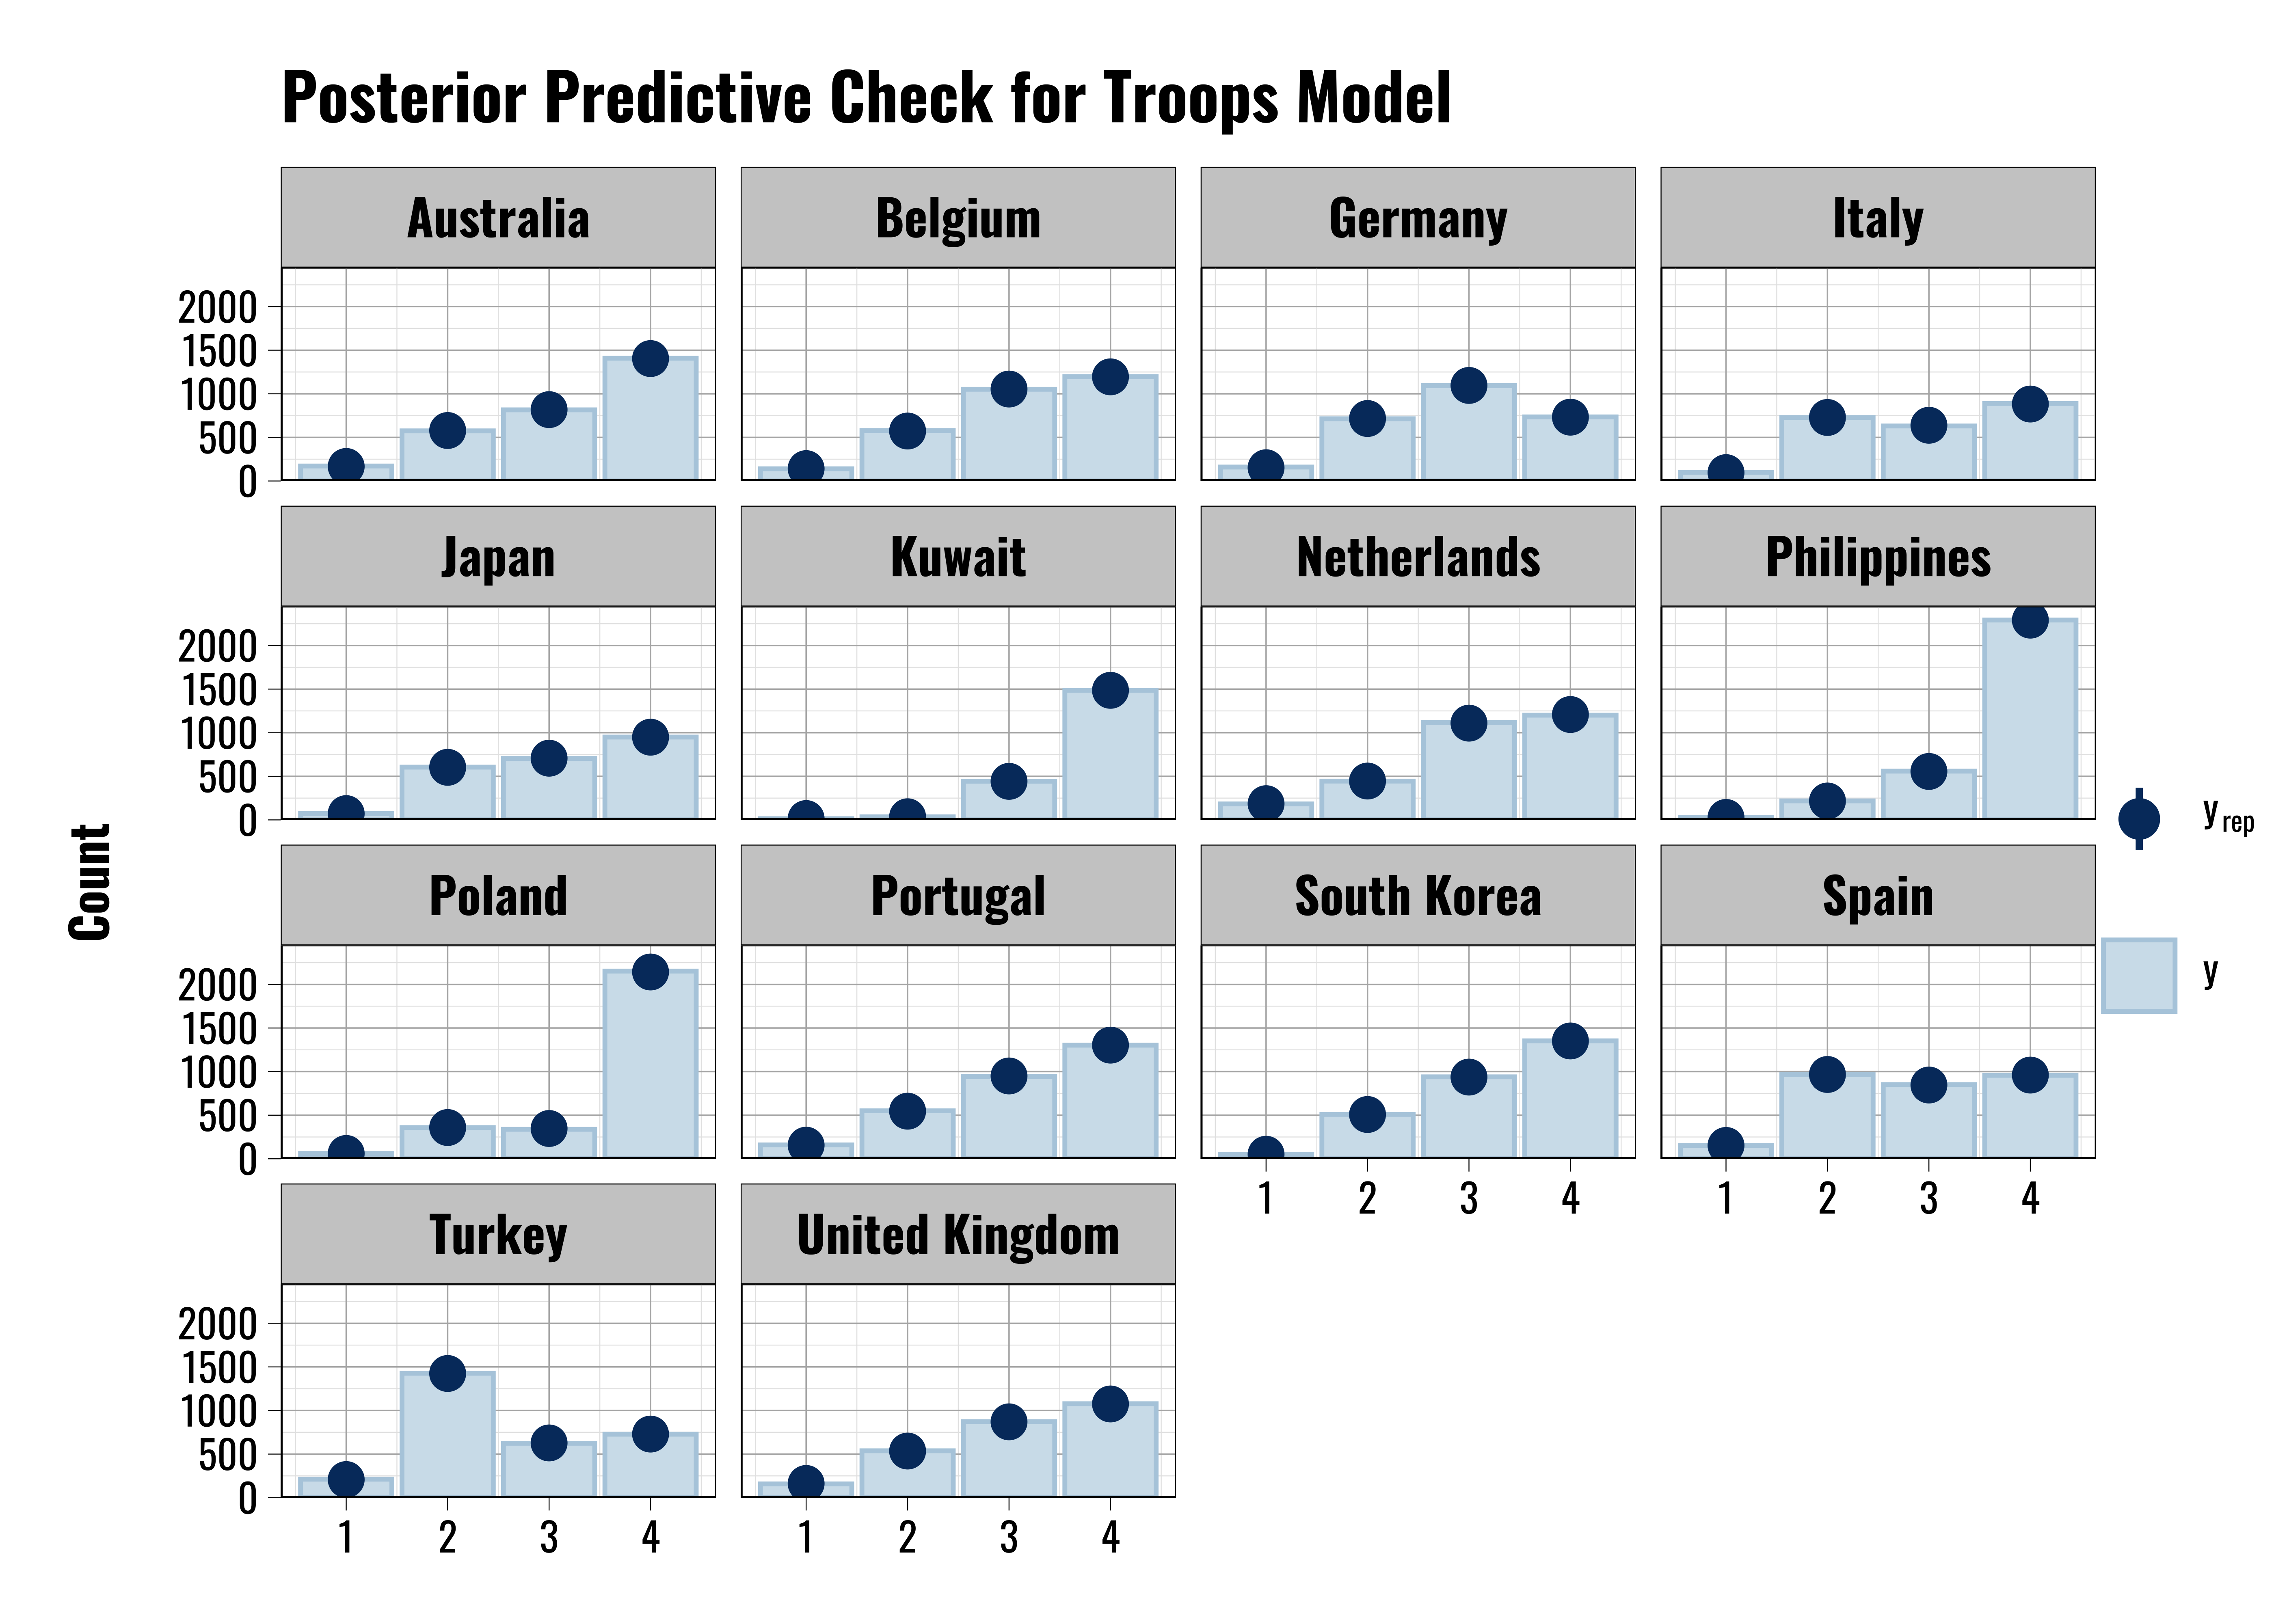 Posterior Predictive Check for Troops Model
Australia Belgium Germany Italy
2000
1500
1000
500
0
Japan Kuwait Netherlands Philippines
2000
1500
1000
500
0
Poland Portugal South Korea Spain
2000
1500
1000
500
0
1 2 3 4 1 2 3 4
Turkey United Kingdom
2000
1500
1000
500
0
1 2 3 4 1 2 3 4
Count
y rep
y